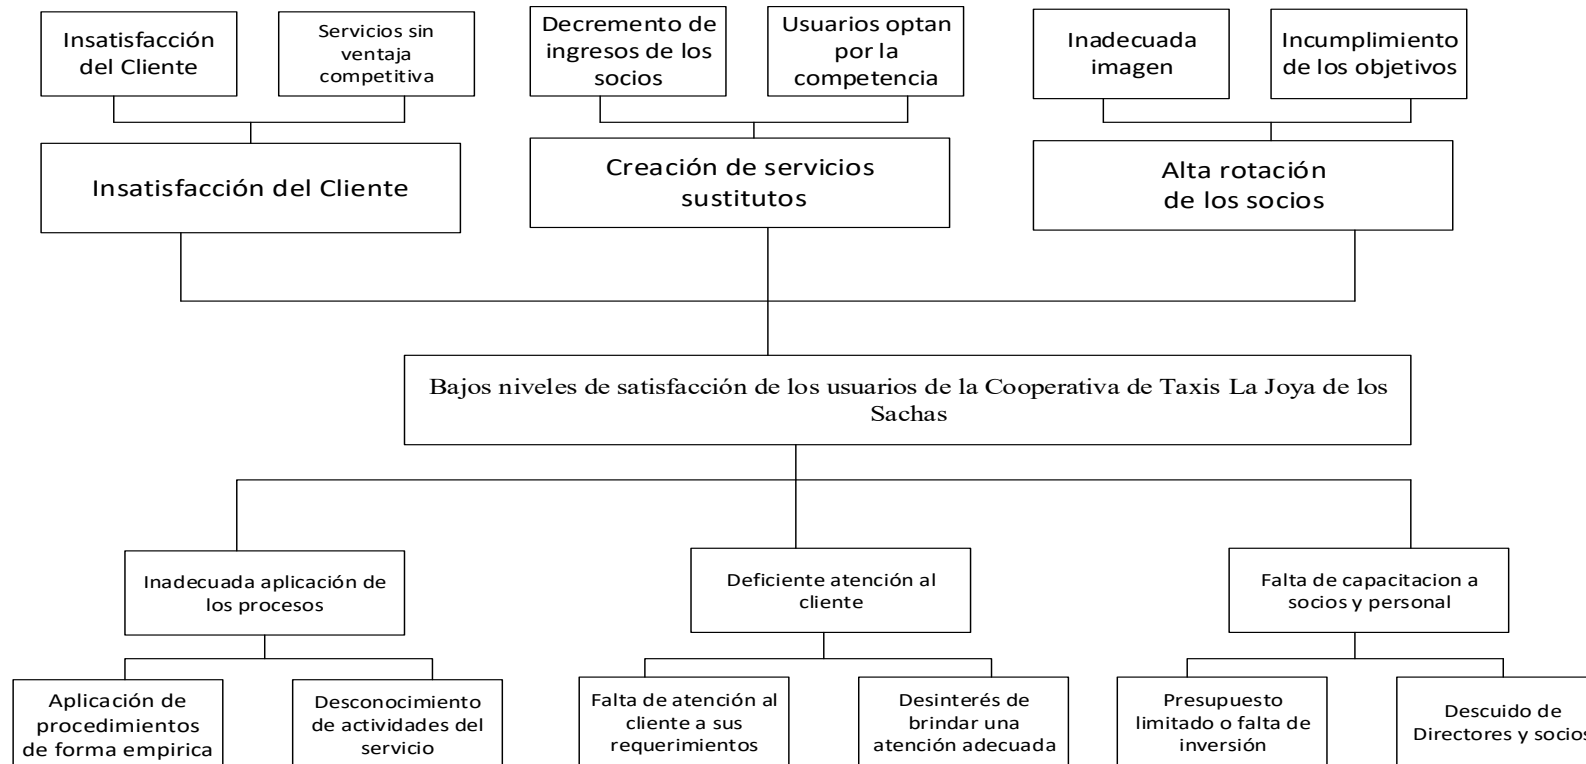 Insatisfacción
del Cliente
Servicios sin
ventaja
competitiva
Decremento de
ingresos de los
socios
Usuarios optan
por la
competencia
Inadecuada
imagen
Incumplimiento
de los objetivos
Insatisfacción del Cliente
Creación de servicios
sustitutos
Alta rotación
de los socios
Bajos niveles de satisfacción de los usuarios de la Cooperativa de Taxis La Joya de los
Sachas
Inadecuada aplicación de
los procesos
Deficiente atención al
cliente
Falta de capacitacion a
socios y personal
Aplicación de
procedimientos
de forma empirica
Desconocimiento
de actividades del
servicio
Falta de atención al
cliente a sus
requerimientos
Desinterés de
brindar una
atención adecuada
Presupuesto
limitado o falta de
inversión
Descuido de
Directores y socios